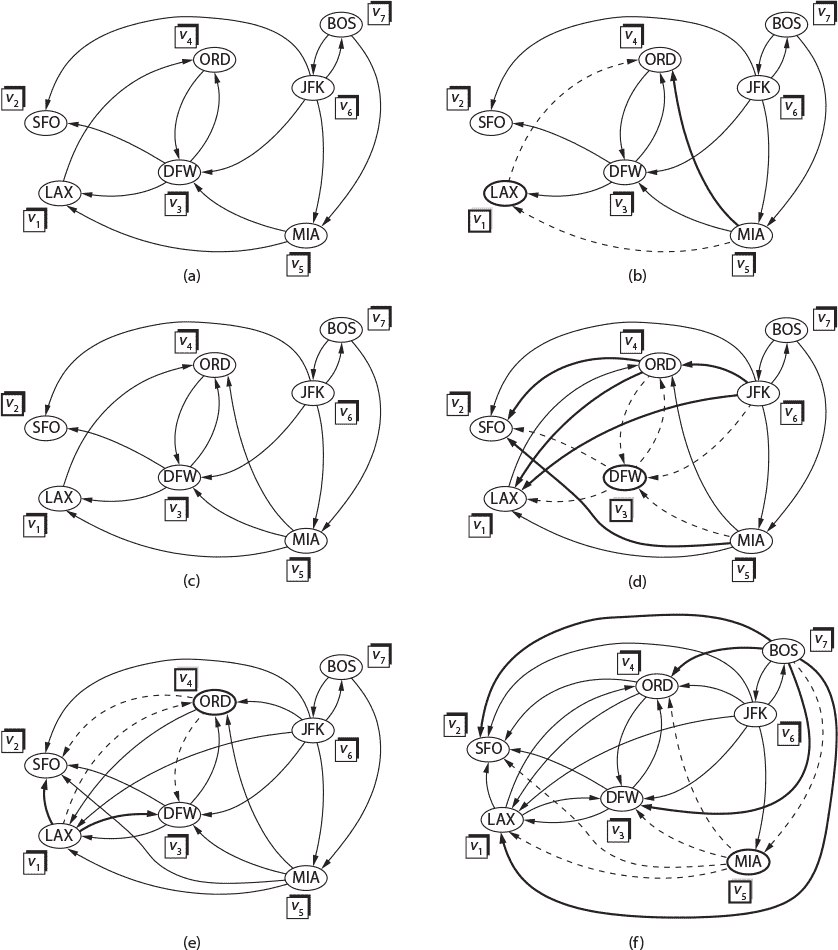 BOS v7
v4
ORD
JFK
v2
v6
SFO
DFW
LAX
v3
v1
MIA
v5
(a)
BOS v7
v4
ORD
JFK
v2
v6
SFO
DFW
LAX
v3
v1
MIA
v5
(b)
BOS v7
v4
ORD
JFK
v2
v6
SFO
DFW
LAX
v3
v1
MIA
v5
(c)
BOS v7
v4
ORD
JFK
v2
v6
SFO
DFW
LAX
v3
v1
MIA
v5
(d)
BOS v7
v4
ORD
JFK
v2
v6
SFO
DFW
LAX
v3
v1
MIA
v5
(e)
BOS v7
v4
ORD
JFK
v2
v6
SFO
DFW
LAX
v3
v1
MIA
v5
(f)